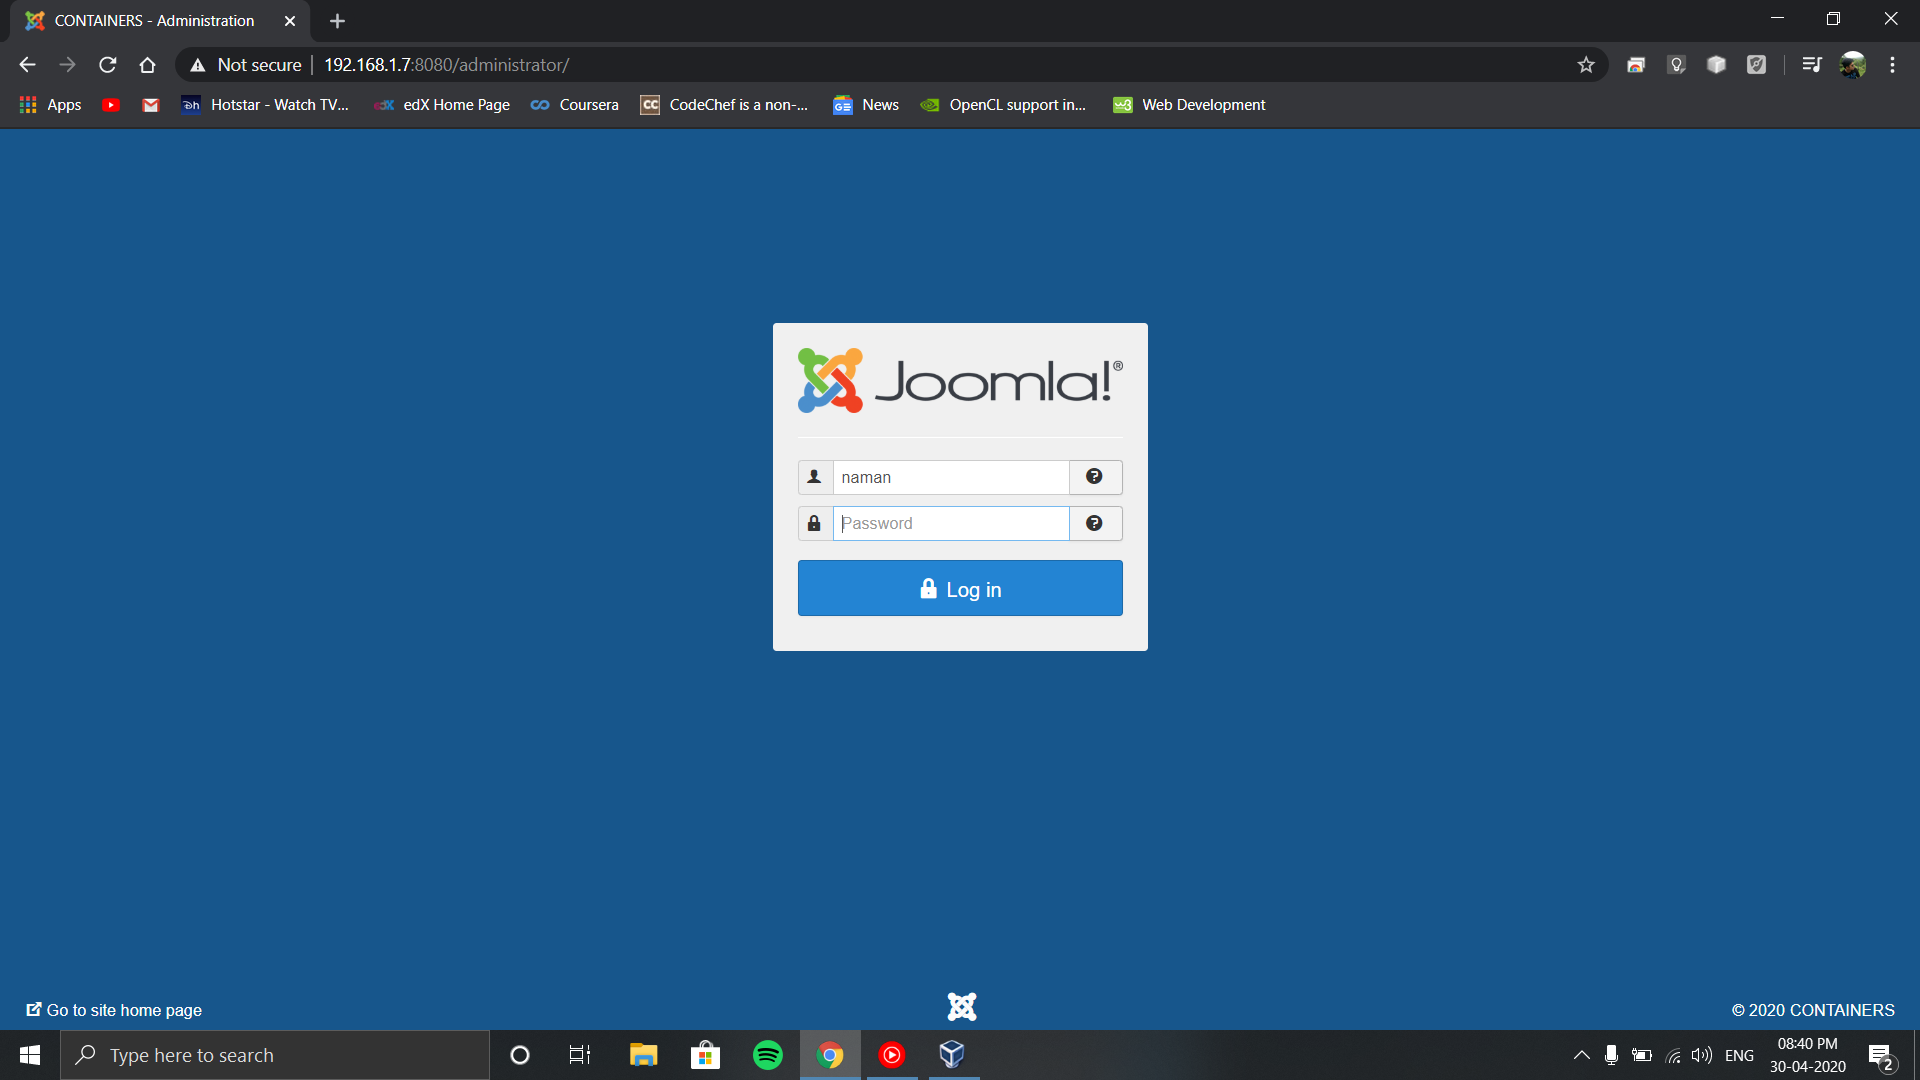 CONTAINERS - Administration
Not secure 192.168.1.7:8080/administrator/
Apps Hotstar - Watch TV... edX Home Page Coursera CC CodeChef is a non-... GE News OpenCL support in... Web Development
Joomla!®
naman
Password
Log in
Go to site home page © 2020 CONTAINERS
Type here to search ENG 08:40 PM
30-04-2020 2